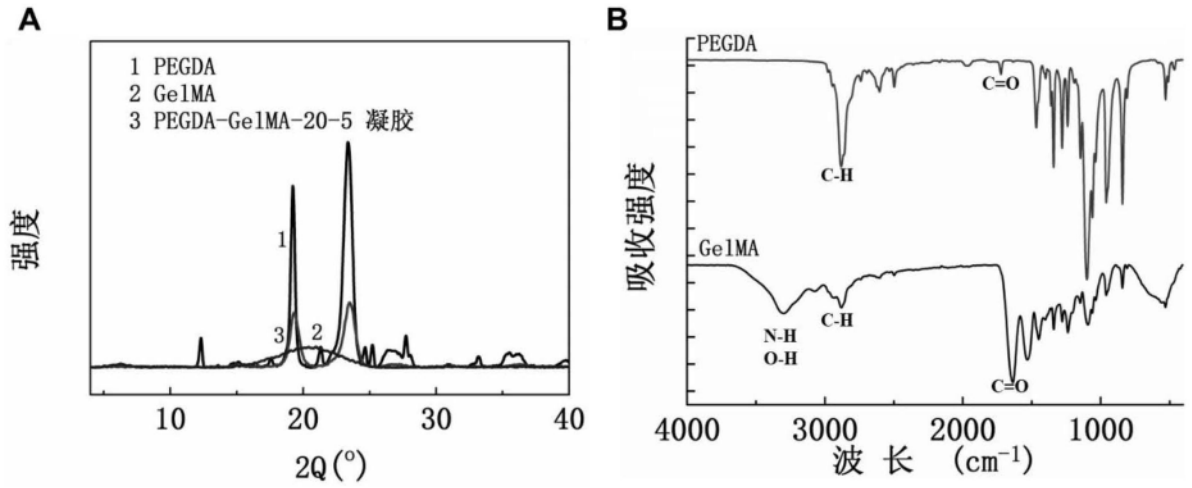 A
1 PEGDA
2 GelMA
3 PEGDA-GelMA-20-5 凝胶
1
3
2
强度
10
20
30
40
2Q(°)
B
PEGDA
C=O
C-H
GelMA
N-H
O-H
C-H
C=O
吸收强度
4000
3000
2000
1000
波 长 (cm⁻¹)